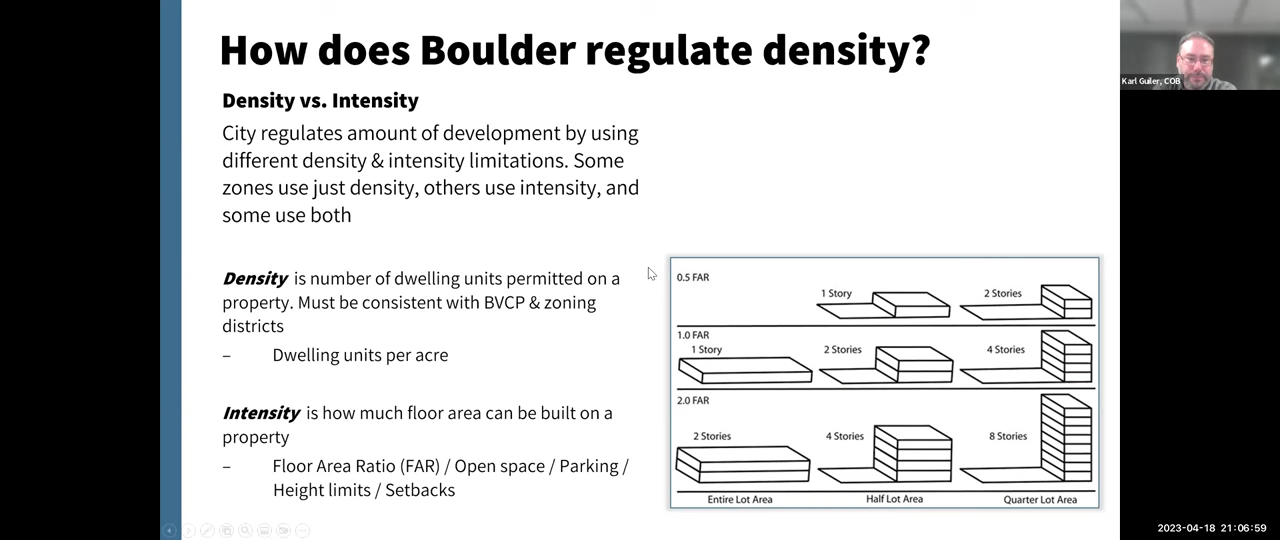 How does Boulder regulate density?
Density vs. Intensity
City regulates amount of development by using
different density & intensity limitations. Some
zones use just density, others use intensity, and
some use both
Density is number of dwelling units permitted on a
property. Must be consistent with BVCP & zoning
districts
– Dwelling units per acre
Intensity is how much floor area can be built on a
property
– Floor Area Ratio (FAR) / Open space / Parking /
Height limits / Setbacks
0.5 FAR
1 Story
2 Stories
1.0 FAR
1 Story
2 Stories
4 Stories
2.0 FAR
2 Stories
4 Stories
8 Stories
Entire Lot Area
Half Lot Area
Quarter Lot Area
Karl Guiler, COB
2023-04-18 21:06:59